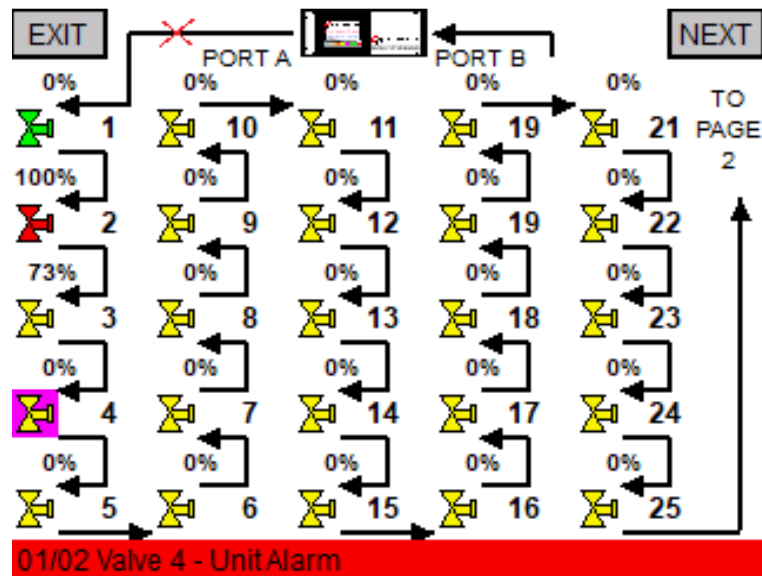 EXIT NEXT
PORT A PORT B
0% 0% 0% 0% 0%
TO
1 10 11 19 21 PAGE
2
100% 0% 0% 0% 0%
2 9 12 19 22
73% 0% 0% 0% 0%
3 8 13 18 23
0% 0% 0% 0% 0%
4 7 14 17 24
0% 0% 0% 0% 0%
5 6 15 16 25
01/02 Valve 4 - Unit Alarm